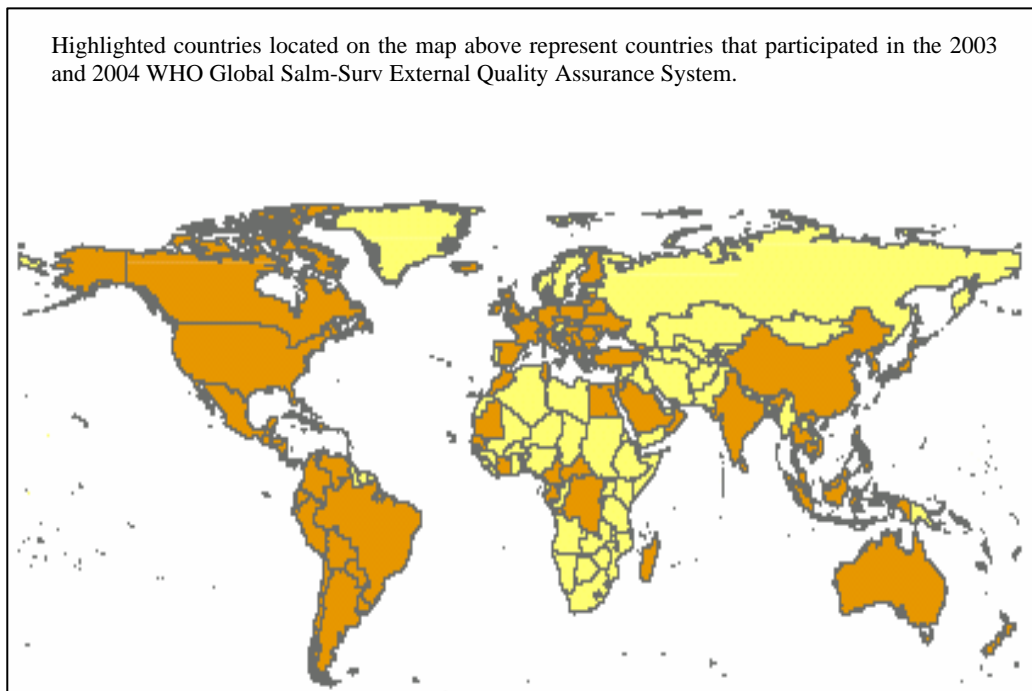 Highlighted countries located on the map above represent countries that participated in the 2003
and 2004 WHO Global Salm-Surv External Quality Assurance System.